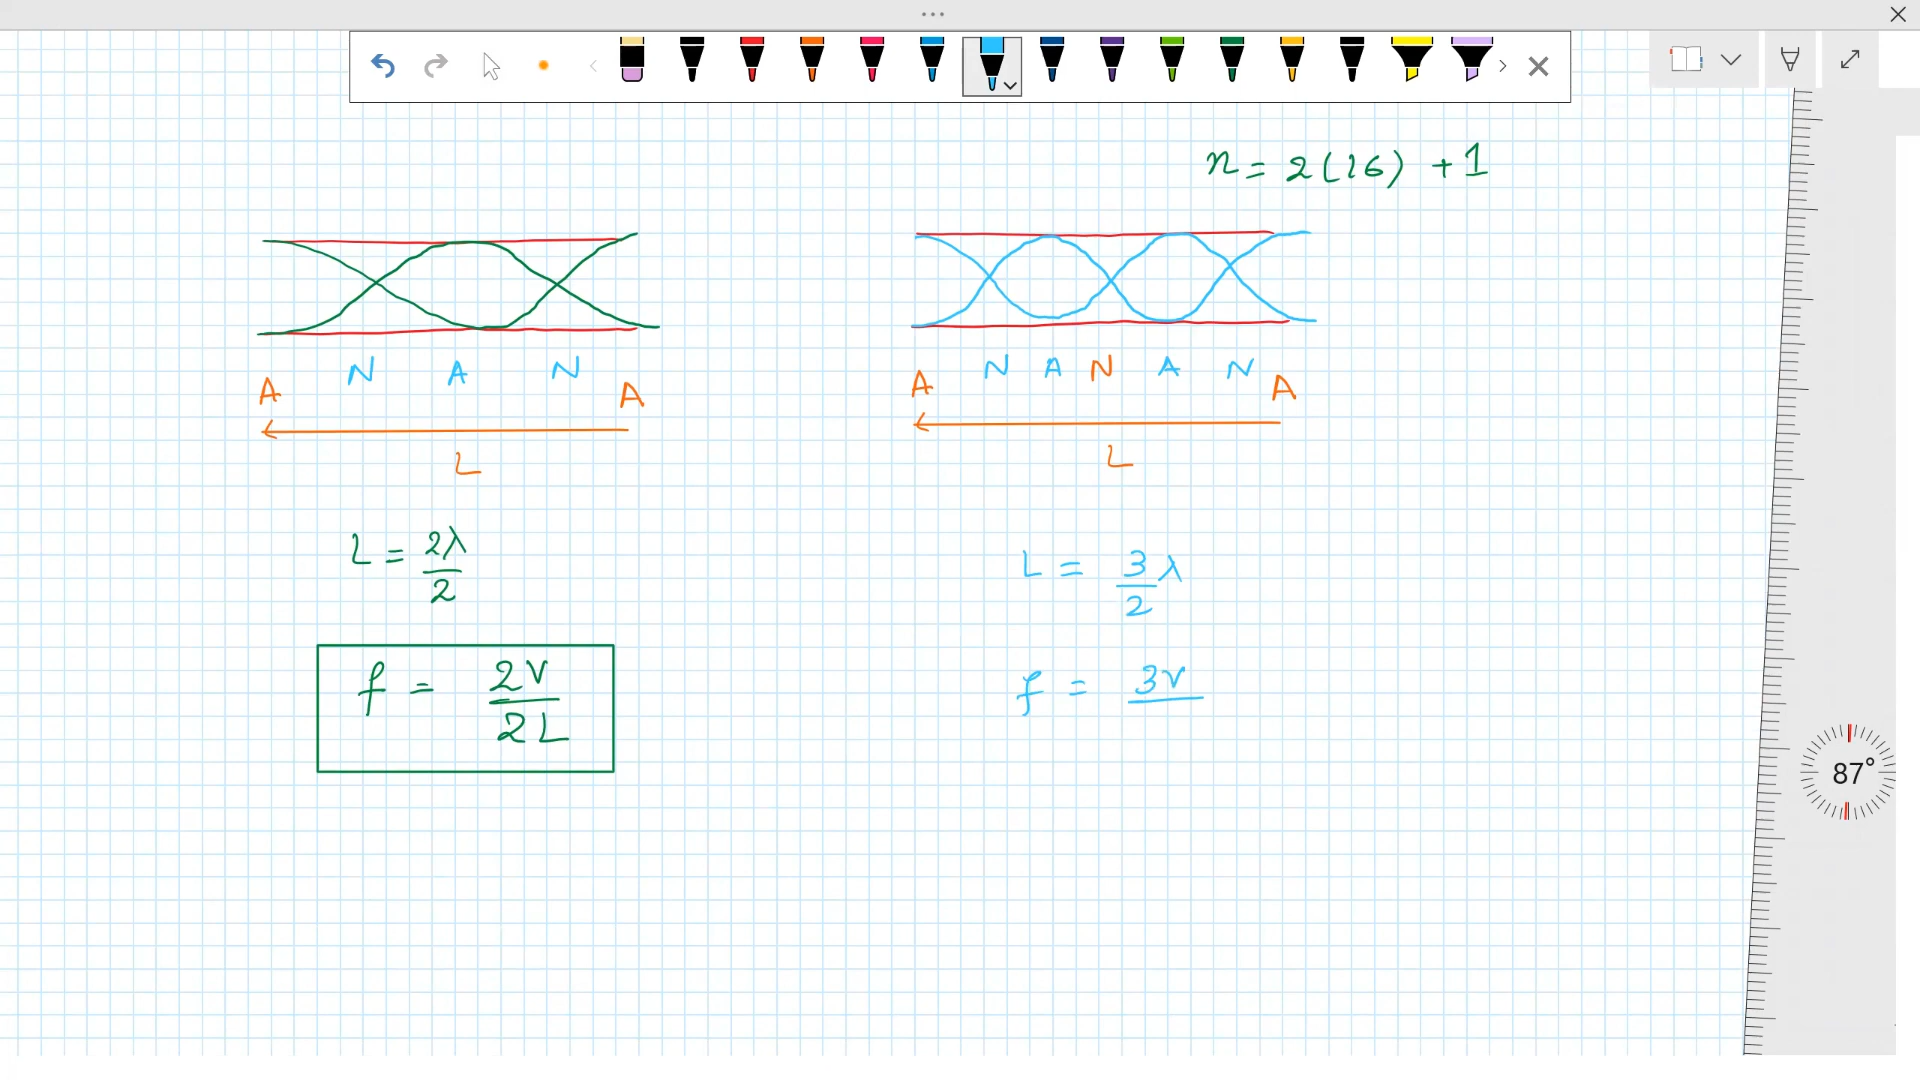 n = 2(16) + 1
N A N
A A
L
N A N A N
A A
L
L = 2λ/2
L = 3/2 λ
f = 2v/2L
f = 3v
87°